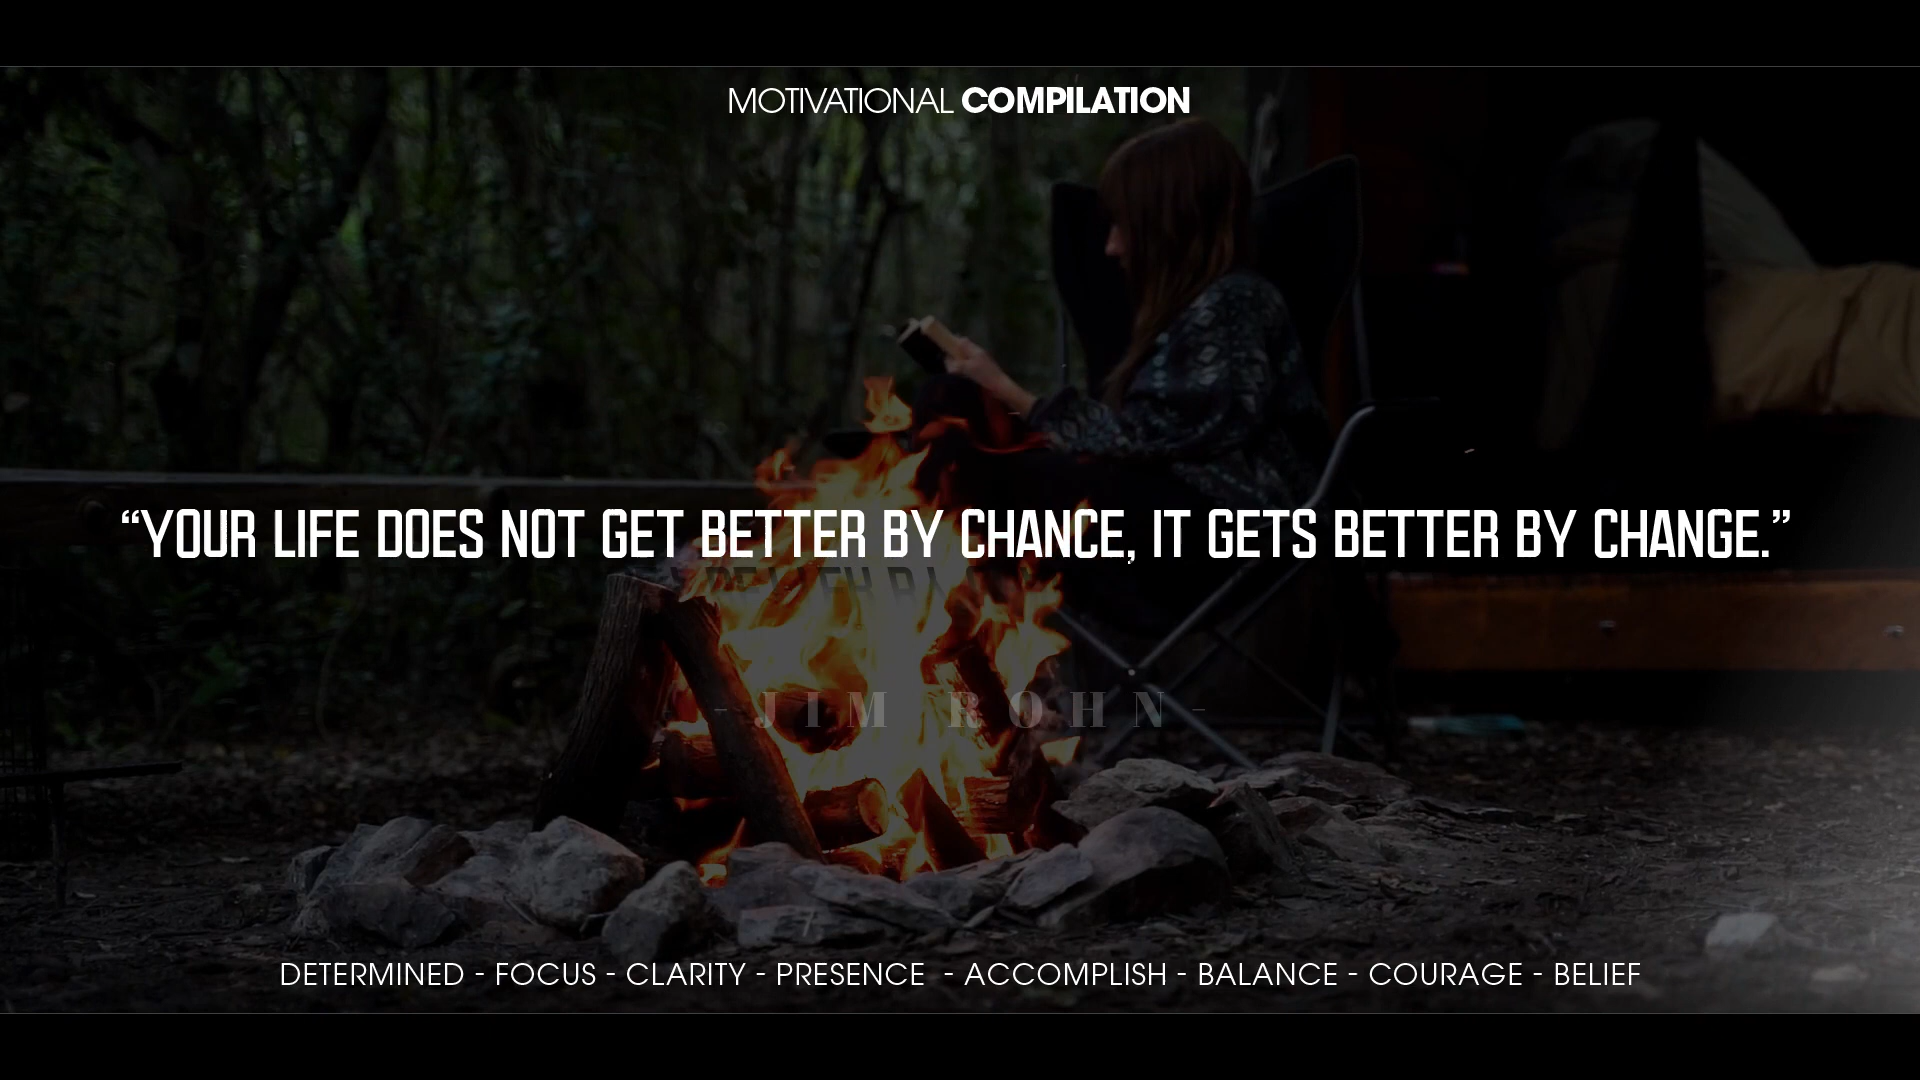 MOTIVATIONAL COMPILATION
“YOUR LIFE DOES NOT GET BETTER BY CHANCE, IT GETS BETTER BY CHANGE.”
- JIM ROHN -
DETERMINED - FOCUS - CLARITY - PRESENCE - ACCOMPLISH - BALANCE - COURAGE - BELIEF